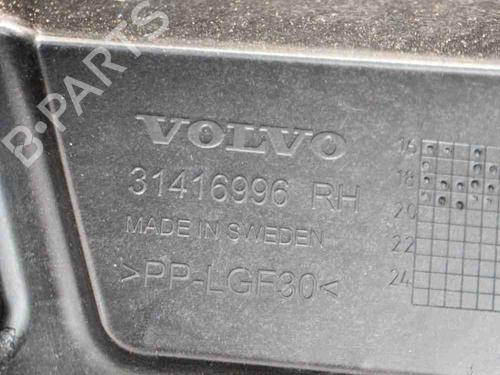 VOLVO
31416996 RH
MADE IN SWEDEN
>PP-LGF30<
16
18
20
22
24
B-PARTS